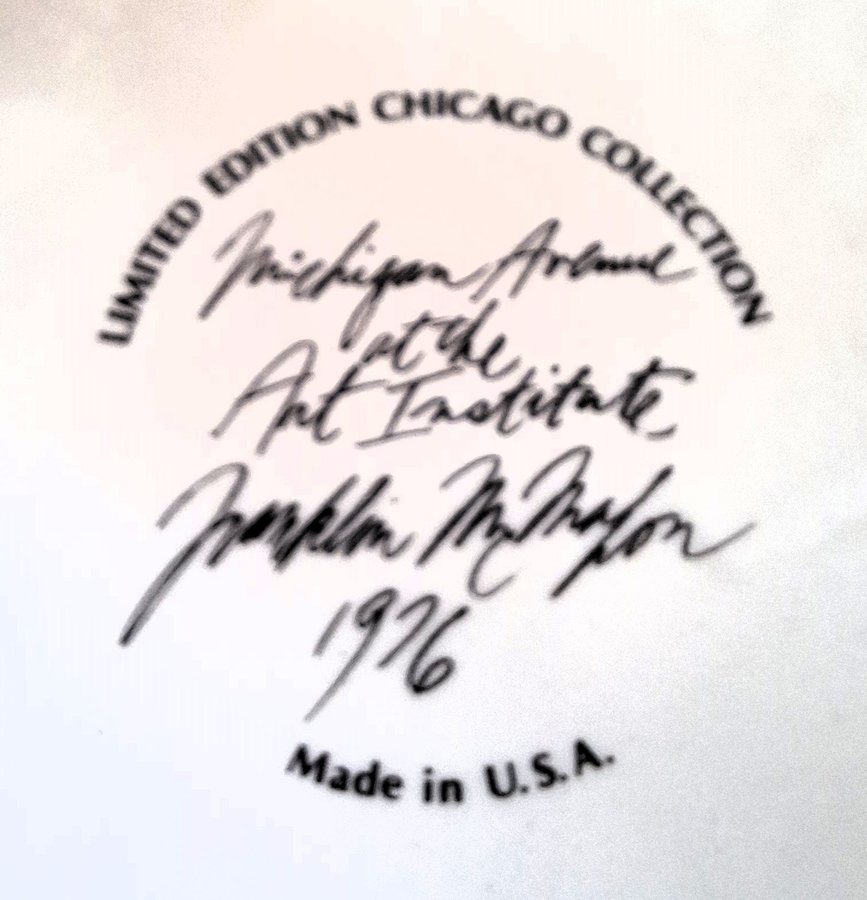 LIMITED EDITION CHICAGO COLLECTION
Michigan Avenue
at the
Art Institute
Franklin McMahon
1976
Made in U.S.A.